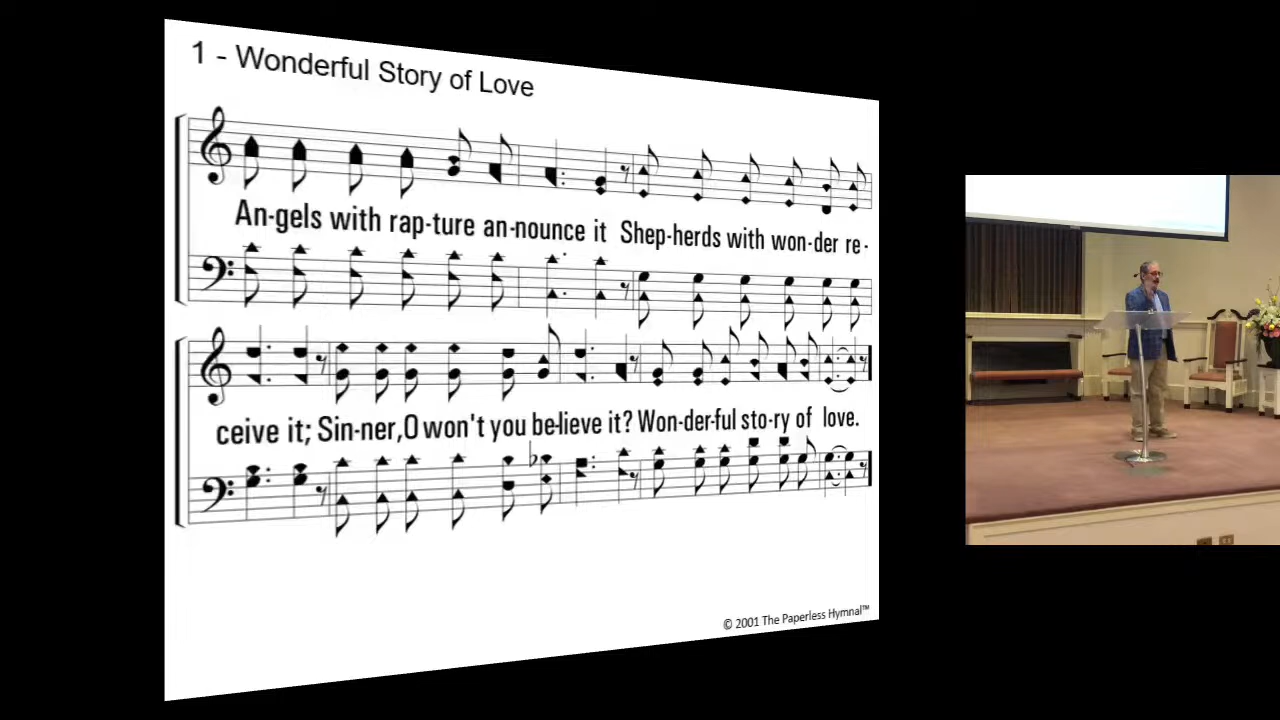 1 - Wonderful Story of Love
An-gels with rap-ture an-nounce it Shep-herds with won-der re-
ceive it; Sin-ner,O won't you be-lieve it? Won-der-ful sto-ry of love.
© 2001 The Paperless Hymnal™